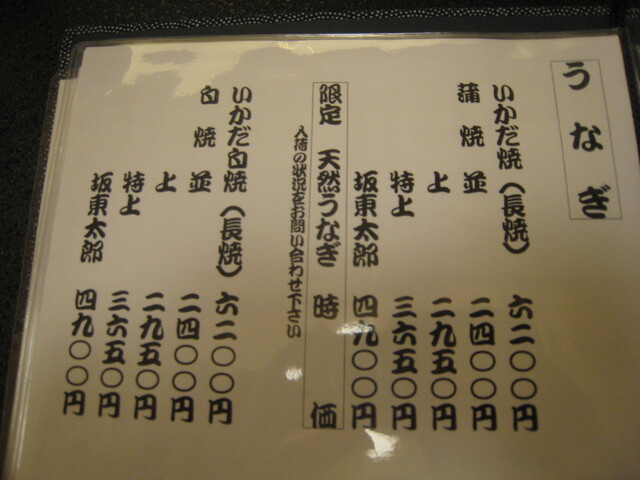 うなぎ
いかだ焼(長焼) 六二〇〇円
蒲焼 並 二四〇〇円
上 二九五〇円
特上 三六五〇円
坂東太郎 四九〇〇円
限定 天然うなぎ 時価
入荷の状況をお問い合わせ下さい
いかだ白焼(長焼) 六二〇〇円
白焼 並 二四〇〇円
上 二九五〇円
特上 三六五〇円
坂東太郎 四九〇〇円